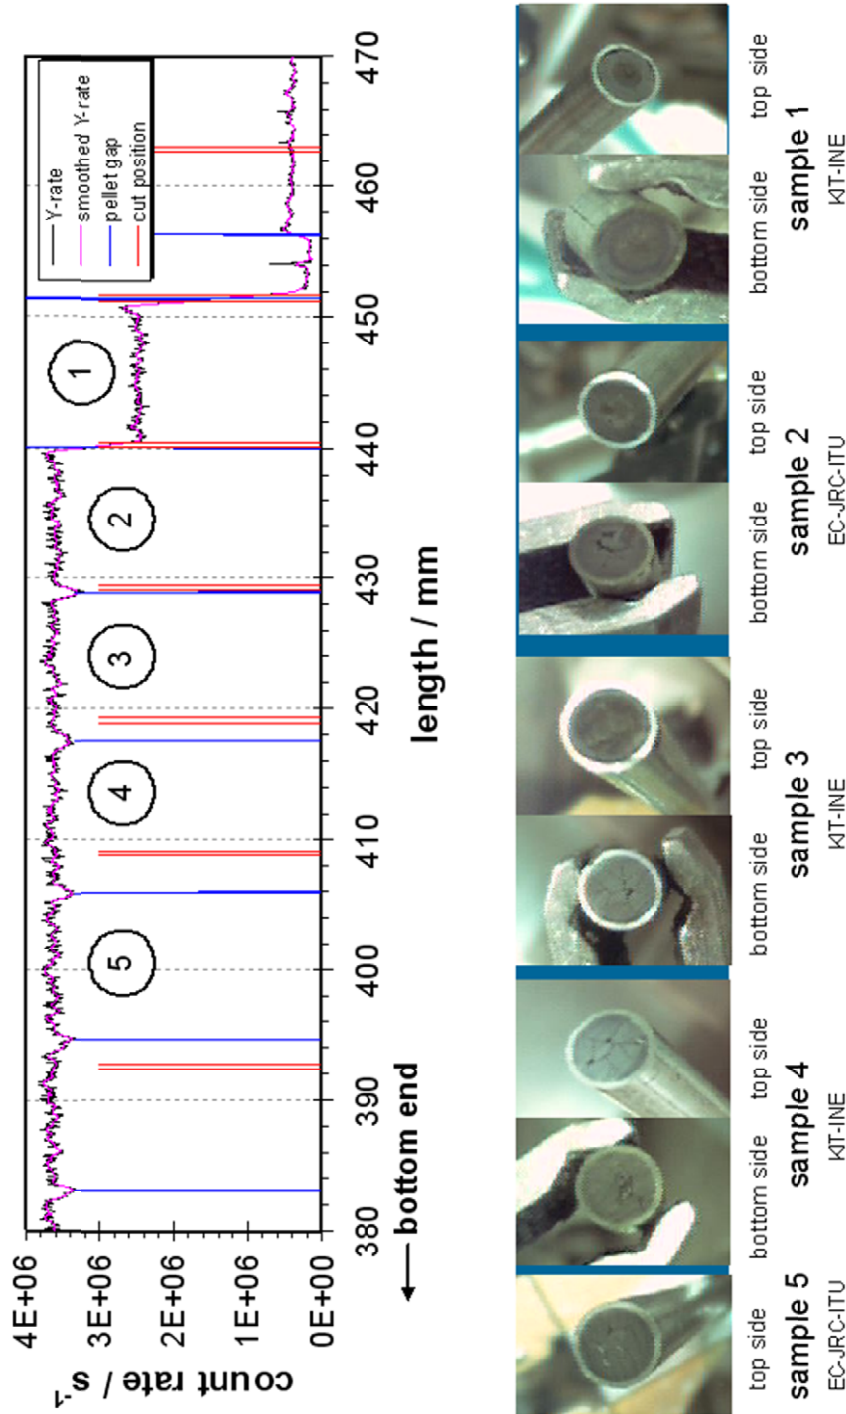 count rate / s⁻¹
4E+06
3E+06
2E+06
1E+06
0E+00
γ-rate
smoothed γ-rate
pellet gap
cut position
5
4
3
2
1
380
390
400
410
420
430
440
450
460
470
bottom end
length / mm
top side
bottom side
top side
bottom side
top side
bottom side
top side
bottom side
top side
sample 5
sample 4
sample 3
sample 2
sample 1
EC-JRC-ITU
KIT-INE
KIT-INE
EC-JRC-ITU
KIT-INE